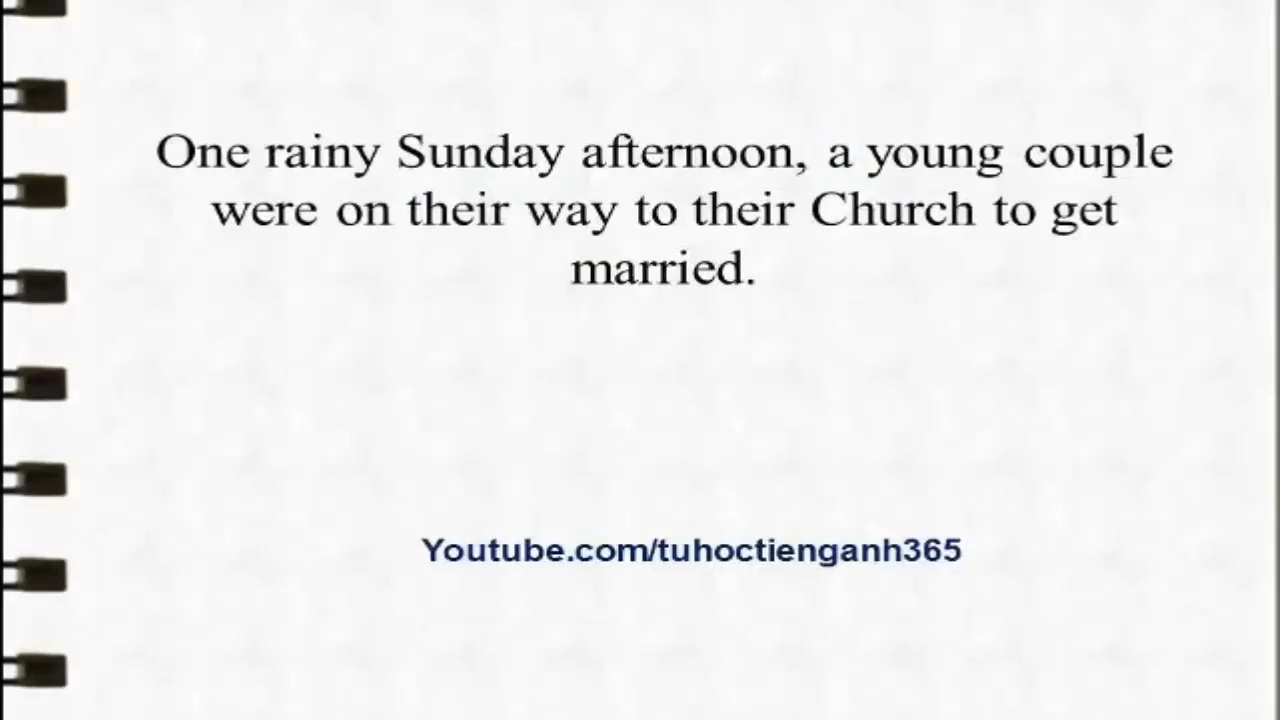 One rainy Sunday afternoon, a young couple
were on their way to their Church to get
married.
Youtube.com/tuhoctienganh365